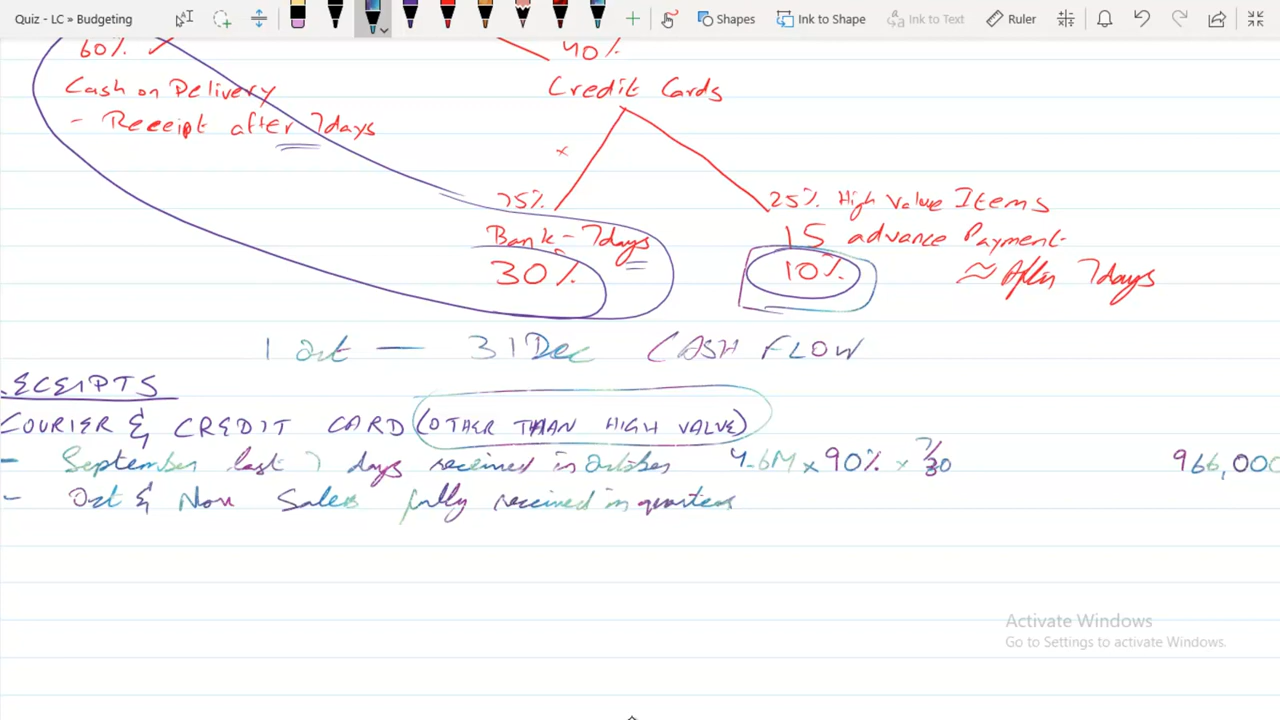 Quiz - LC » Budgeting
Shapes
Ink to Shape
Ink to Text
Ruler
60%
40%
Cash on Delivery
Credit Cards
- Receipt after 7days
75%
25% High Value Items
Bank - 7days
15 advance Payment
30%
10%
≈ After 7days
1 Oct — 31 Dec CASH FLOW
ECEIPTS
COURIER & CREDIT CARD (OTHER THAN HIGH VALUE)
- September last 7 days received in October 4.6M × 90% × 7/30 966,000
- Oct & Nov Sales fully received in quarters
Activate Windows
Go to Settings to activate Windows.